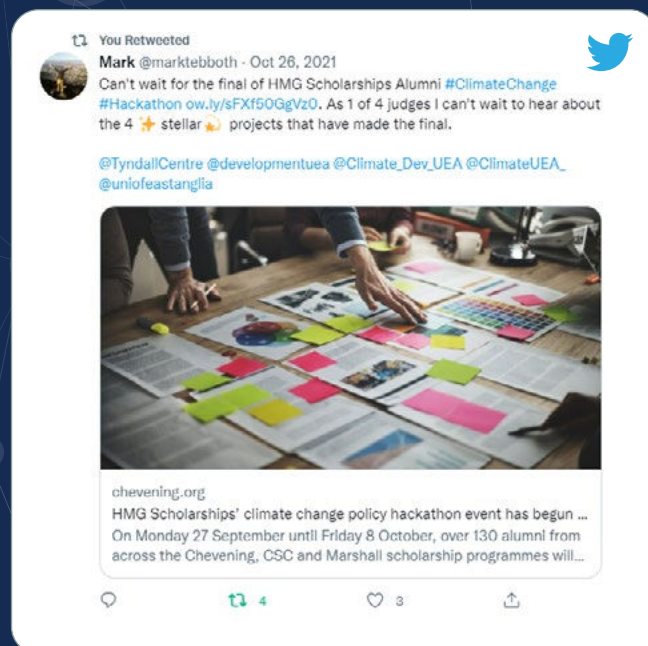 You Retweeted
Mark @marktebboth · Oct 26, 2021
Can't wait for the final of HMG Scholarships Alumni #ClimateChange
#Hackathon ow.ly/sFXf50GgVz0. As 1 of 4 judges I can't wait to hear about
the 4 ✨ stellar 💫 projects that have made the final.
@TyndallCentre @developmentuea @Climate_Dev_UEA @ClimateUEA_
@uniofeastanglia
chevening.org
HMG Scholarships' climate change policy hackathon event has begun ...
On Monday 27 September until Friday 8 October, over 130 alumni from
across the Chevening, CSC and Marshall scholarship programmes will...
4 3